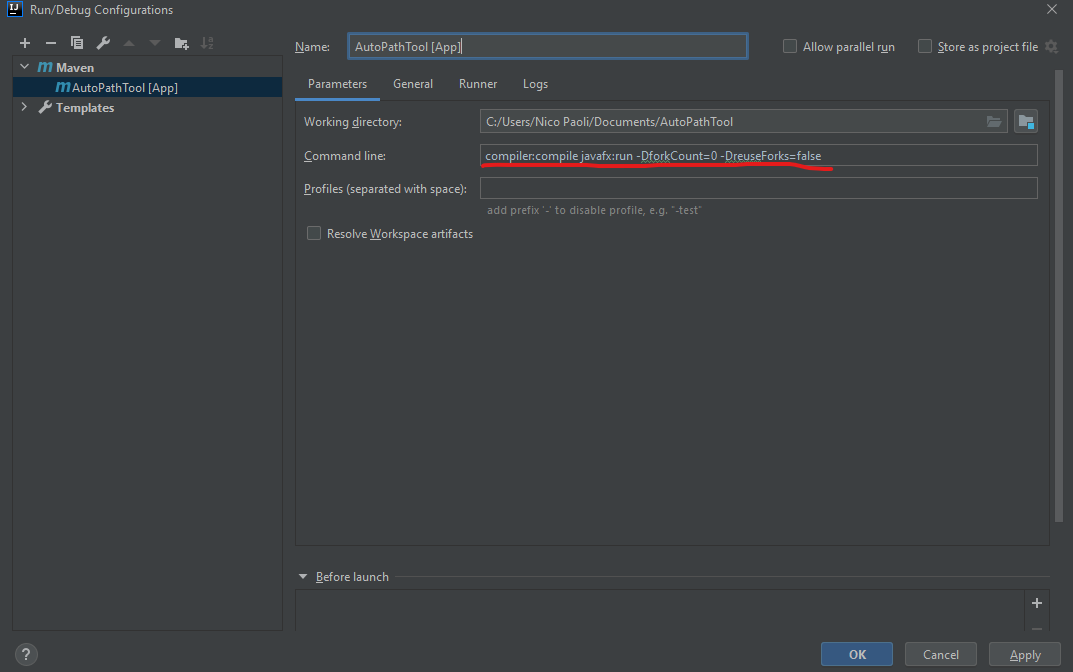 Run/Debug Configurations
Name: AutoPathTool [App] Allow parallel run Store as project file
Maven
AutoPathTool [App]
Templates
Parameters General Runner Logs
Working directory: C:/Users/Nico Paoli/Documents/AutoPathTool
Command line: compiler:compile javafx:run -DforkCount=0 -DreuseForks=false
Profiles (separated with space):
add prefix '-' to disable profile, e.g. "-test"
Resolve Workspace artifacts
Before launch
? OK Cancel Apply